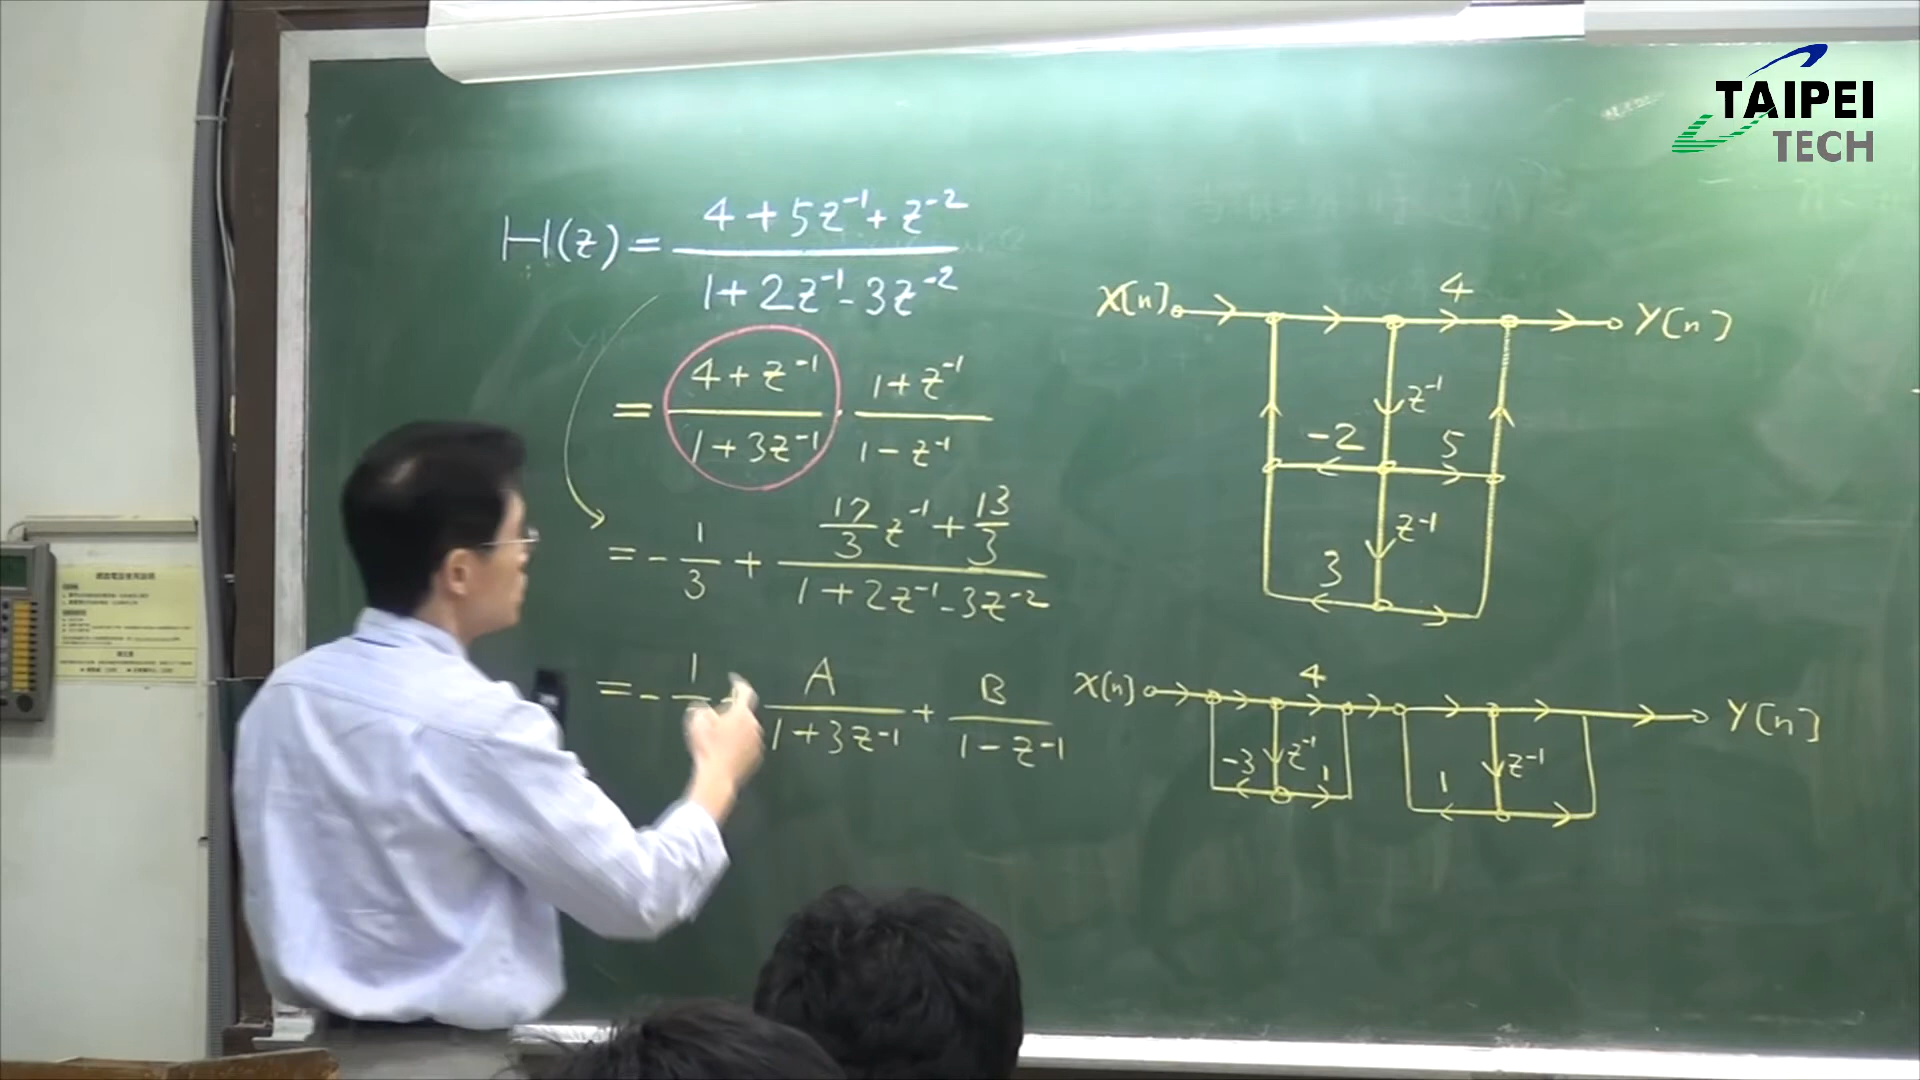 TAIPEI
TECH
H(z) = (4 + 5z⁻¹ + z⁻²) / (1 + 2z⁻¹ - 3z⁻²)
= (4 + z⁻¹) / (1 + 3z⁻¹) · (1 + z⁻¹) / (1 - z⁻¹)
= - 1/3 + (17/3 z⁻¹ + 13/3) / (1 + 2z⁻¹ - 3z⁻²)
= - 1 + A / (1 + 3z⁻¹) + B / (1 - z⁻¹)
4
X[n] Y[n]
z⁻¹
-2 5
z⁻¹
3
4
X[n] Y[n]
-3 z⁻¹ 1 1 z⁻¹